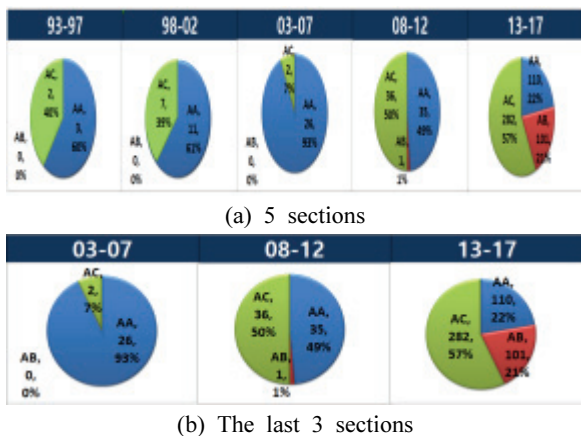 93-97 98-02 03-07 08-12 13-17
AC, 2, 40% AA, 3, 60% AB, 0, 0%
AC, 7, 39% AA, 11, 61% AB, 0, 0%
AC, 2, 7% AA, 26, 93% AB, 0, 0%
AC, 36, 50% AA, 35, 49% AB, 1, 1%
AC, 282, 57% AA, 110, 22% AB, 101, 21%
(a) 5 sections
03-07 08-12 13-17
AC, 2, 7% AA, 26, 93% AB, 0, 0%
AC, 36, 50% AA, 35, 49% AB, 1, 1%
AC, 282, 57% AA, 110, 22% AB, 101, 21%
(b) The last 3 sections